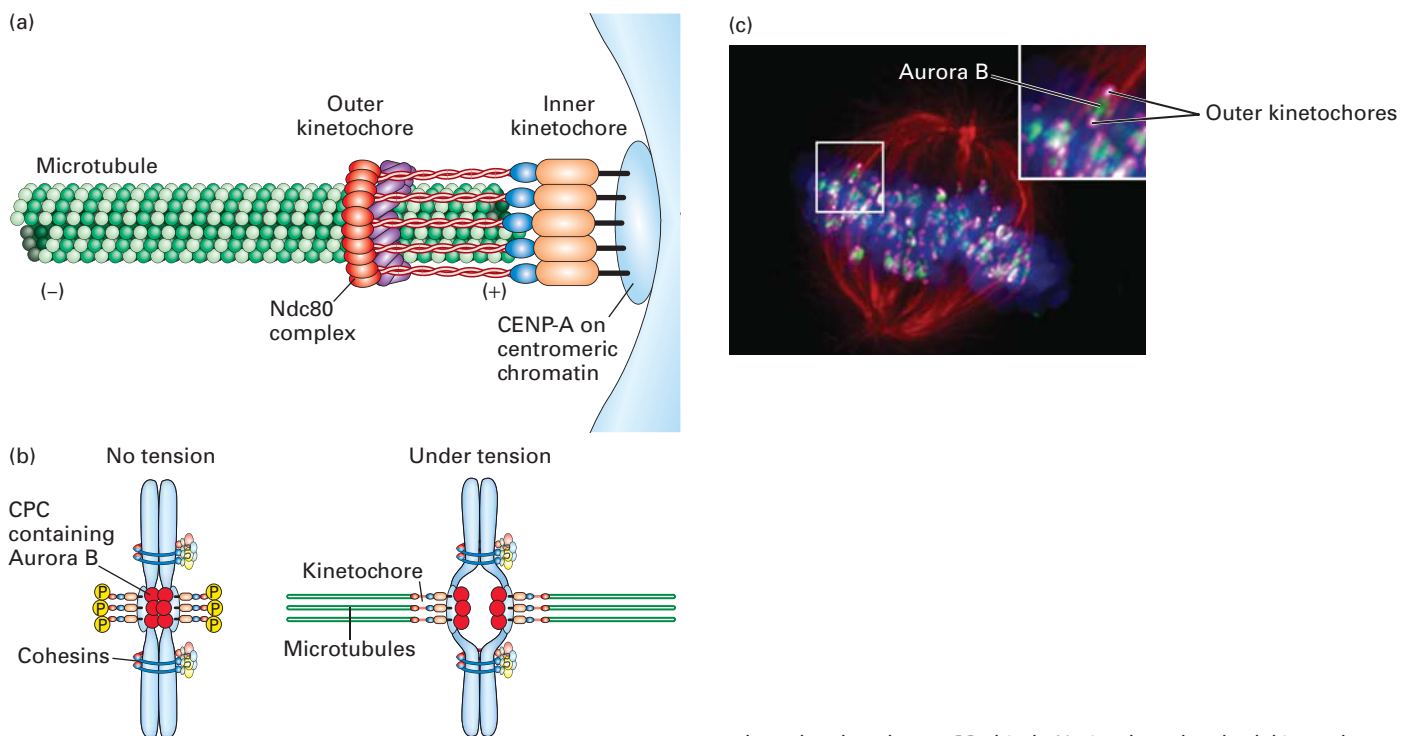 (a)
Microtubule
Outer
kinetochore
Inner
kinetochore
(–)
Ndc80
complex
(+)
CENP-A on
centromeric
chromatin
(b)
No tension
Under tension
CPC
containing
Aurora B
P P
P P
P P
Kinetochore
Cohesins
Microtubules
(c)
Aurora B
Outer kinetochores